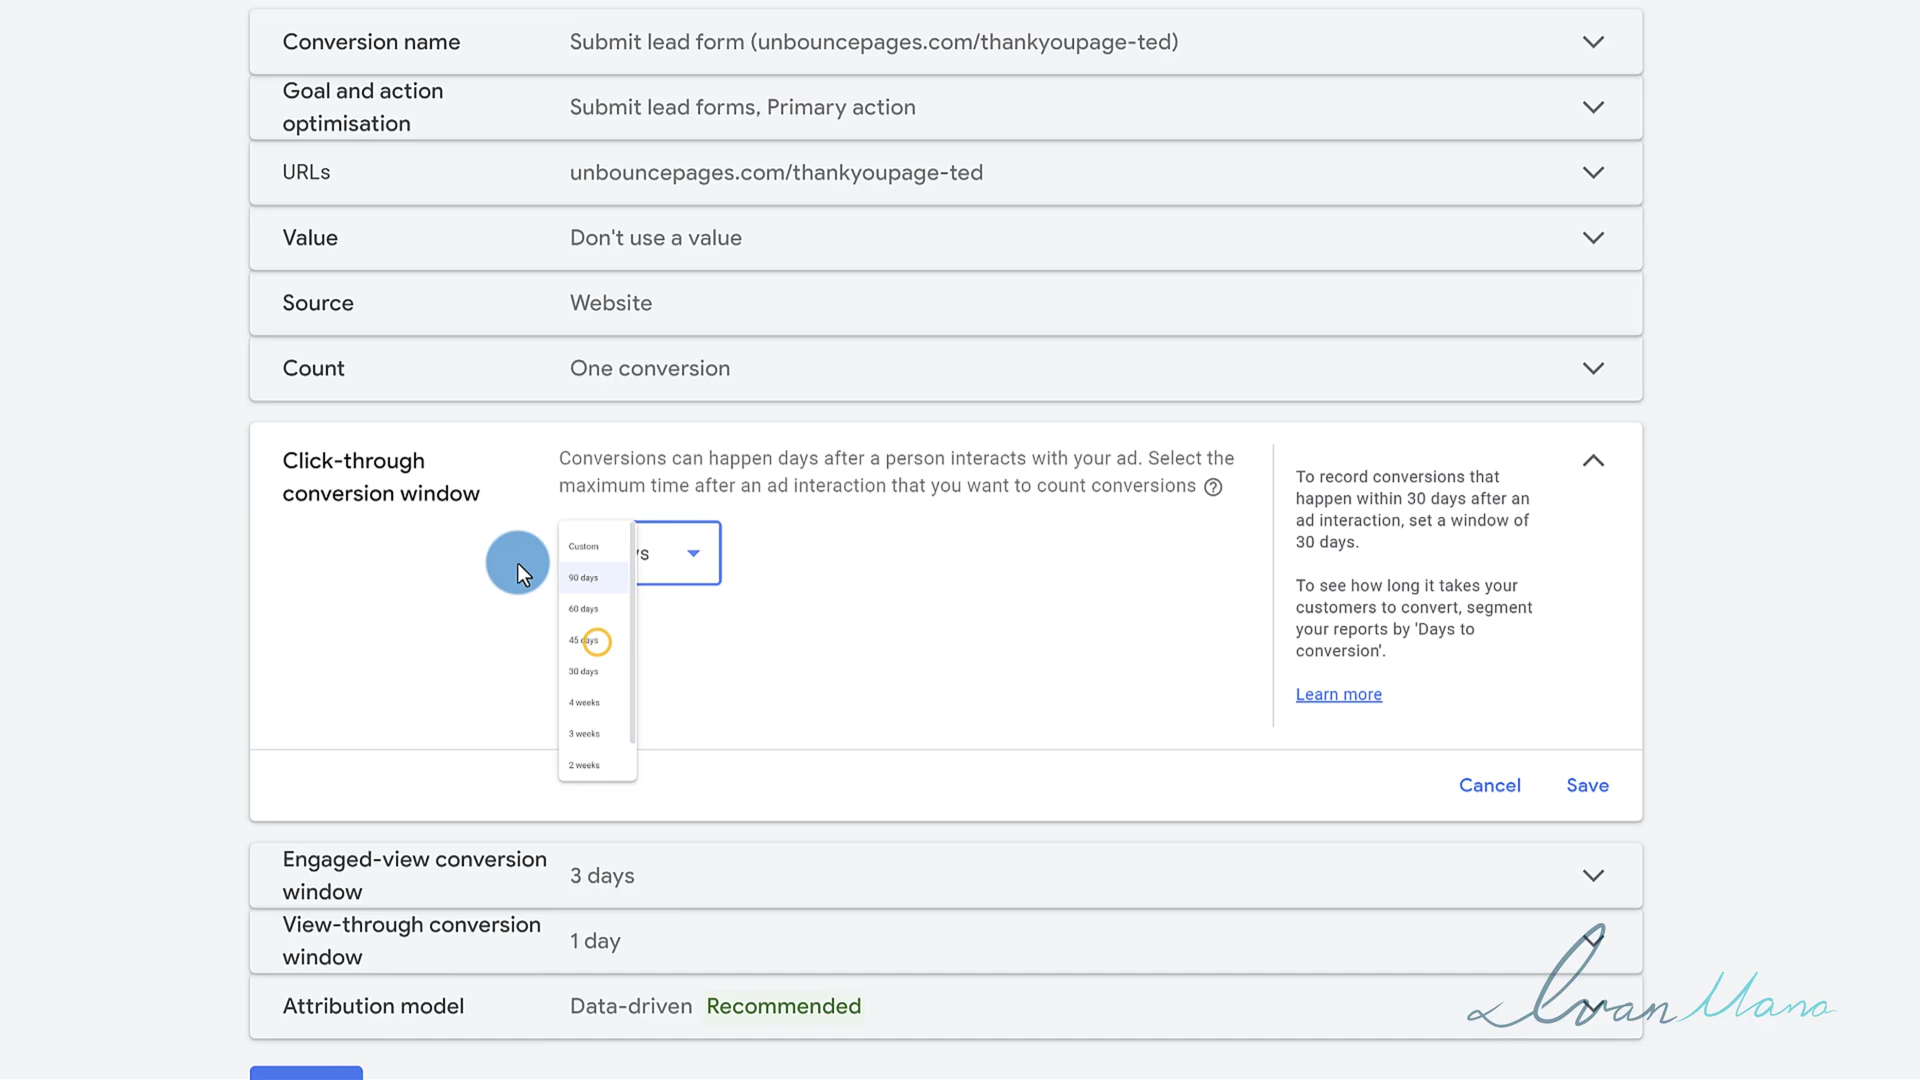 Conversion name
Submit lead form (unbouncepages.com/thankyoupage-ted)
Goal and action
optimisation
Submit lead forms, Primary action
URLs
unbouncepages.com/thankyoupage-ted
Value
Don't use a value
Source
Website
Count
One conversion
Click-through
conversion window
Conversions can happen days after a person interacts with your ad. Select the
maximum time after an ad interaction that you want to count conversions
Custom
90 days
60 days
45 days
30 days
4 weeks
3 weeks
2 weeks
To record conversions that
happen within 30 days after an
ad interaction, set a window of
30 days.
To see how long it takes your
customers to convert, segment
your reports by 'Days to
conversion'.
Learn more
Cancel
Save
Engaged-view conversion
window
3 days
View-through conversion
window
1 day
Attribution model
Data-driven Recommended
Ivan Mana